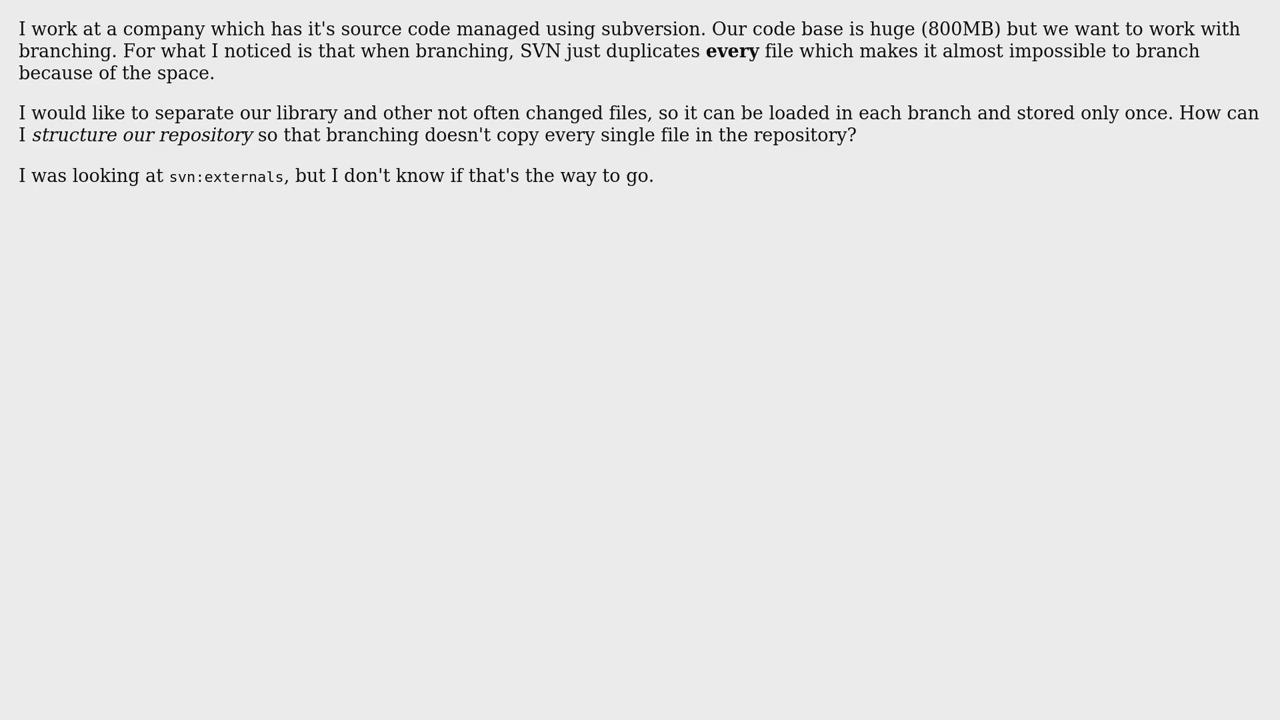 I work at a company which has it's source code managed using subversion. Our code base is huge (800MB) but we want to work with
branching. For what I noticed is that when branching, SVN just duplicates every file which makes it almost impossible to branch
because of the space.
I would like to separate our library and other not often changed files, so it can be loaded in each branch and stored only once. How can
I structure our repository so that branching doesn't copy every single file in the repository?
I was looking at svn:externals, but I don't know if that's the way to go.